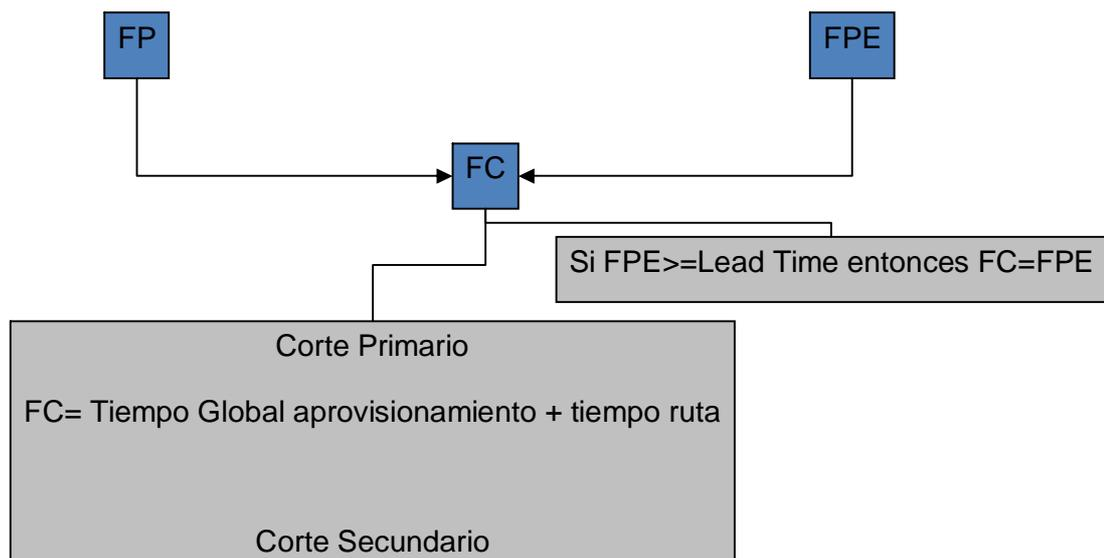 FP
FPE
FC
Si FPE>=Lead Time entonces FC=FPE
Corte Primario
FC= Tiempo Global aprovisionamiento + tiempo ruta
Corte Secundario